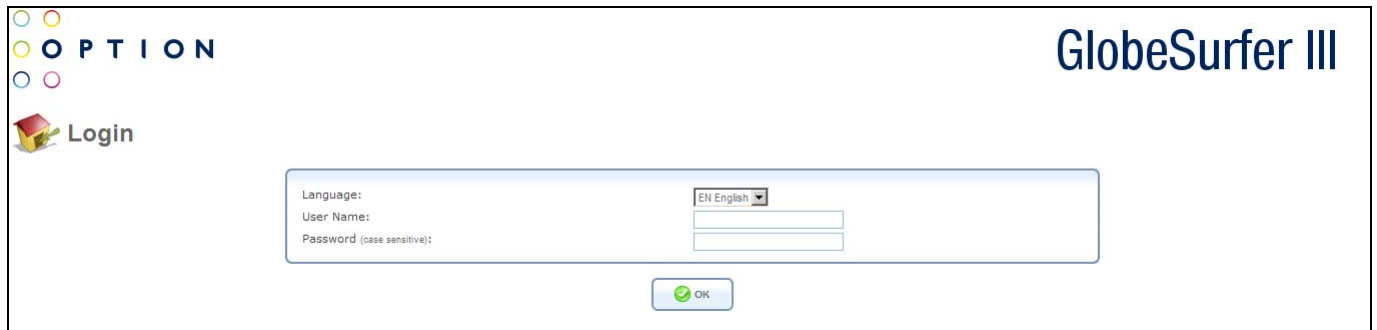 OPTION
GlobeSurfer III
Login
Language:
EN English
User Name:
Password (case sensitive):
OK